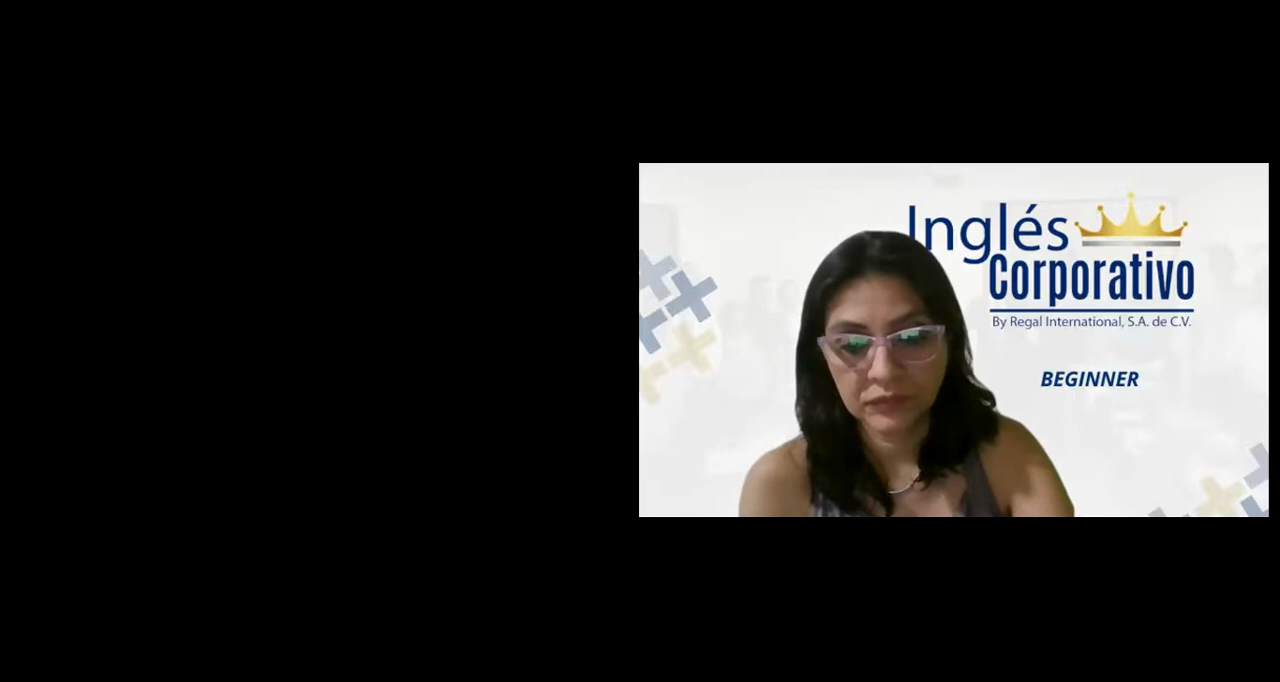 Inglés
Corporativo
By Regal International, S.A. de C.V.
BEGINNER